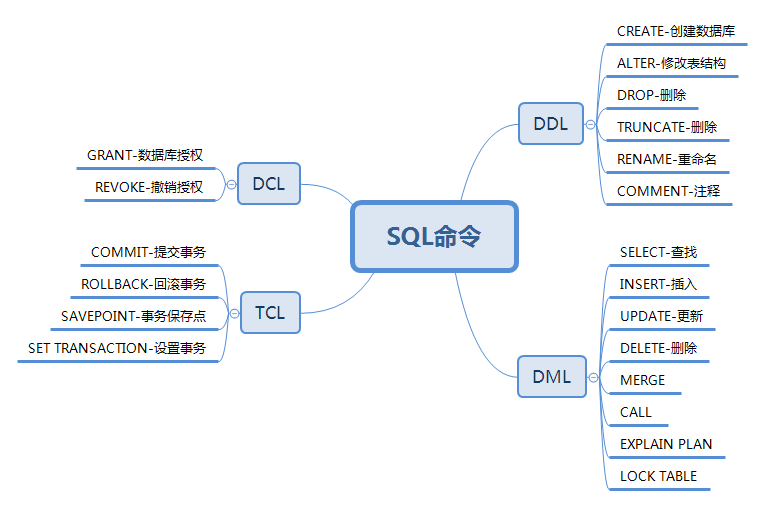 SQL命令
DDL
CREATE-创建数据库
ALTER-修改表结构
DROP-删除
TRUNCATE-删除
RENAME-重命名
COMMENT-注释
DML
SELECT-查找
INSERT-插入
UPDATE-更新
DELETE-删除
MERGE
CALL
EXPLAIN PLAN
LOCK TABLE
DCL
GRANT-数据库授权
REVOKE-撤销授权
TCL
COMMIT-提交事务
ROLLBACK-回滚事务
SAVEPOINT-事务保存点
SET TRANSACTION-设置事务